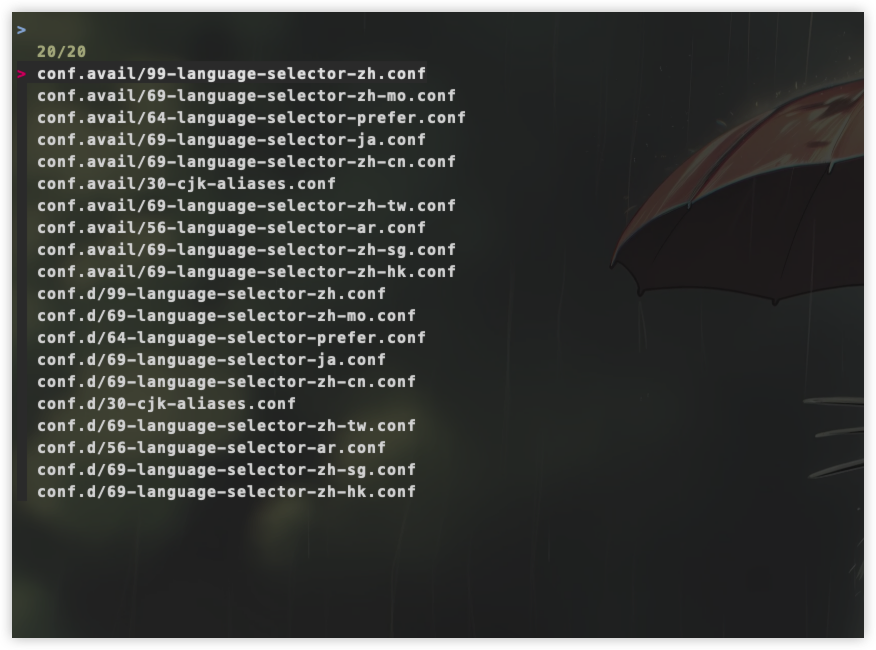 >
20/20
> conf.avail/99-language-selector-zh.conf
conf.avail/69-language-selector-zh-mo.conf
conf.avail/64-language-selector-prefer.conf
conf.avail/69-language-selector-ja.conf
conf.avail/69-language-selector-zh-cn.conf
conf.avail/30-cjk-aliases.conf
conf.avail/69-language-selector-zh-tw.conf
conf.avail/56-language-selector-ar.conf
conf.avail/69-language-selector-zh-sg.conf
conf.avail/69-language-selector-zh-hk.conf
conf.d/99-language-selector-zh.conf
conf.d/69-language-selector-zh-mo.conf
conf.d/64-language-selector-prefer.conf
conf.d/69-language-selector-ja.conf
conf.d/69-language-selector-zh-cn.conf
conf.d/30-cjk-aliases.conf
conf.d/69-language-selector-zh-tw.conf
conf.d/56-language-selector-ar.conf
conf.d/69-language-selector-zh-sg.conf
conf.d/69-language-selector-zh-hk.conf